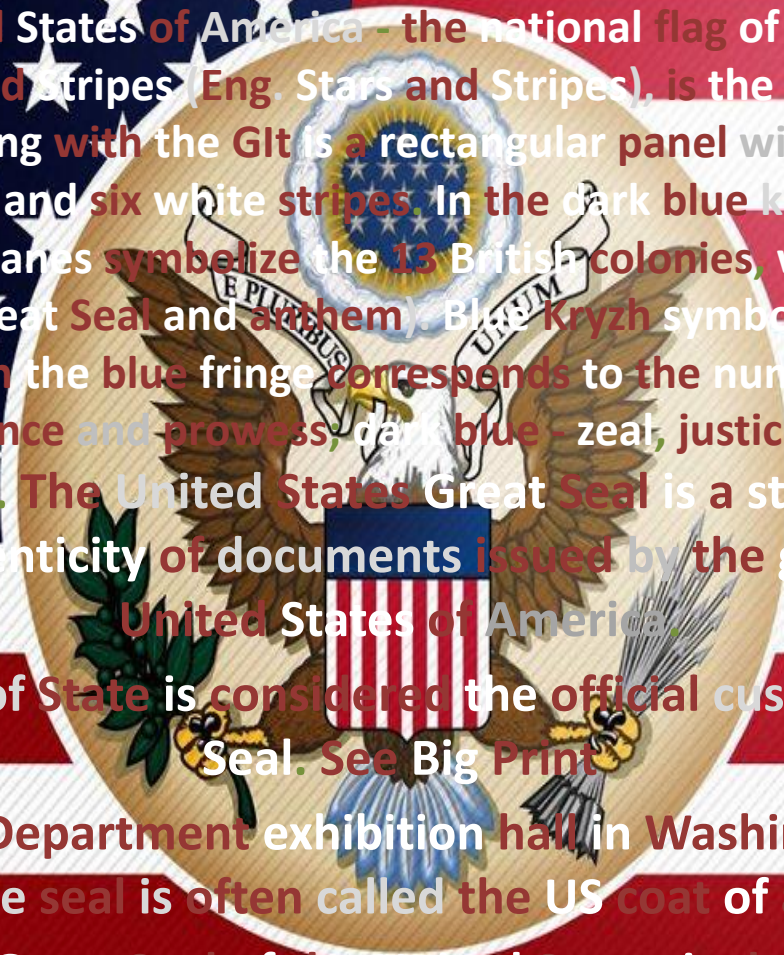 States of America - the national flag of
d Stripes (Eng. Stars and Stripes), is the
ng with the GIt is a rectangular panel wi
and six white stripes. In the dark blue k
anes symbolize the 13 British colonies, w
eat Seal and anthem). Blue Kryzh symbo
n the blue fringe corresponds to the num
nce and prowess; dark blue - zeal, justic
. The United States Great Seal is a st
enticity of documents issued by the g
United States of America.
of State is considered the official cus
Seal. See Big Print
Department exhibition hall in Washin
e seal is often called the US coat of
E PLURIBUS UNUM